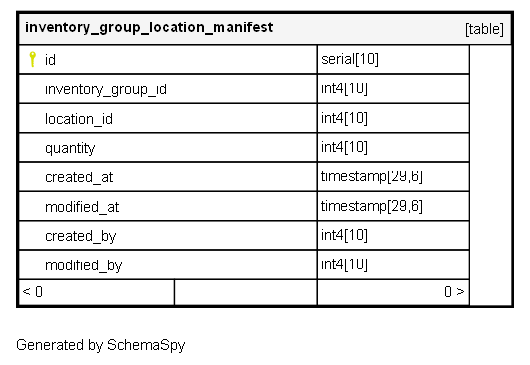 inventory_group_location_manifest [table]
id serial[10]
inventory_group_id int4[10]
location_id int4[10]
quantity int4[10]
created_at timestamp[29,6]
modified_at timestamp[29,6]
created_by int4[10]
modified_by int4[10]
< 0 0 >
Generated by SchemaSpy